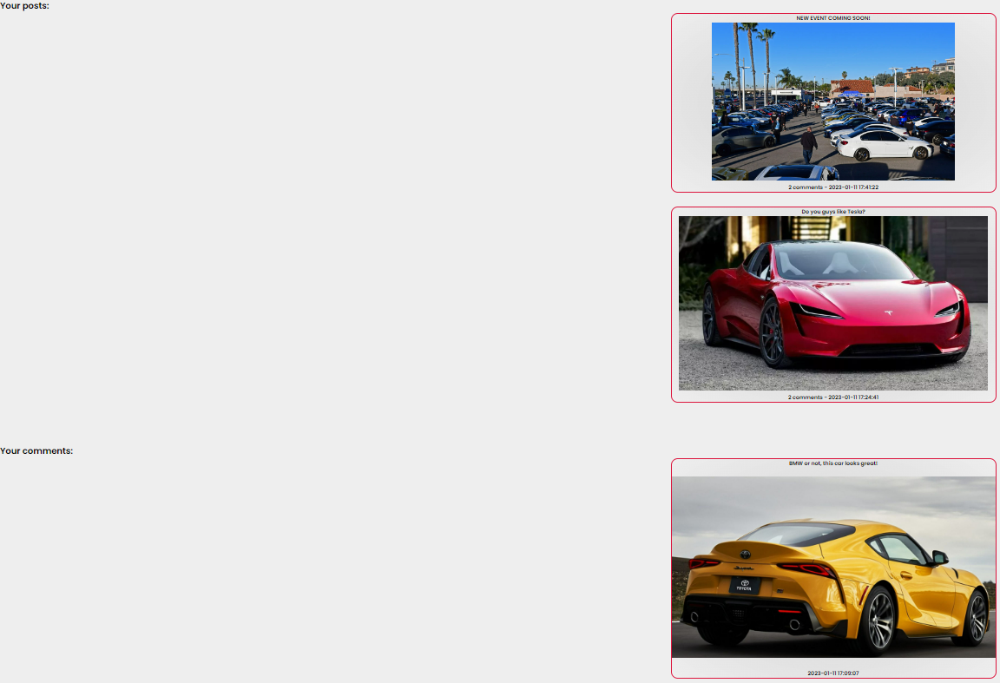 Your posts:
NEW EVENT COMING SOON!
2 comments - 2023-01-11 17:41:22
Do you guys like Tesla?
2 comments - 2023-01-11 17:24:41
Your comments:
BMW or not, this car looks great!
TOYOTA
2023-01-11 17:09:07